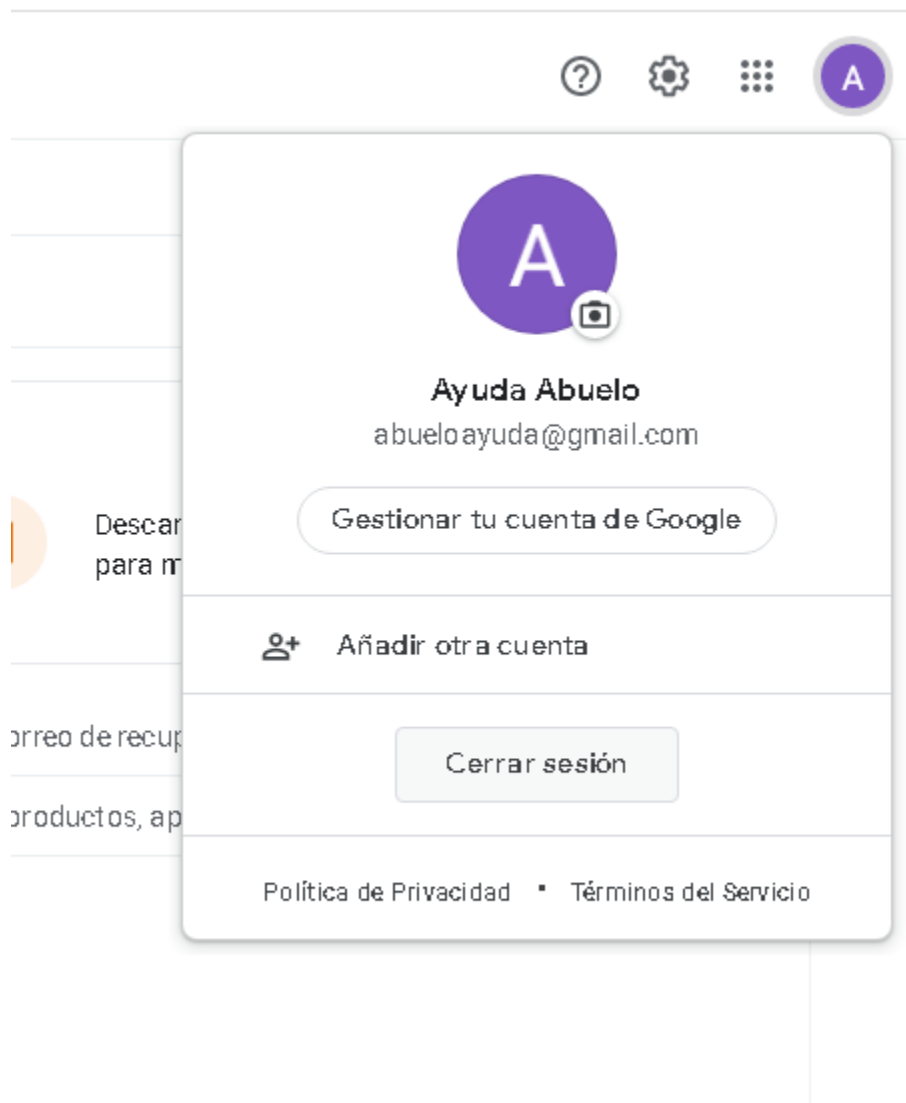 A
A
Ayuda Abuelo
abueloayuda@gmail.com
Gestionar tu cuenta de Google
Descar
para m
Añadir otra cuenta
orreo de recup
Cerrar sesión
productos, ap
Política de Privacidad · Términos del Servicio